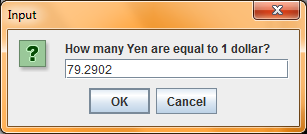 Input
How many Yen are equal to 1 dollar?
79.2902
OK Cancel